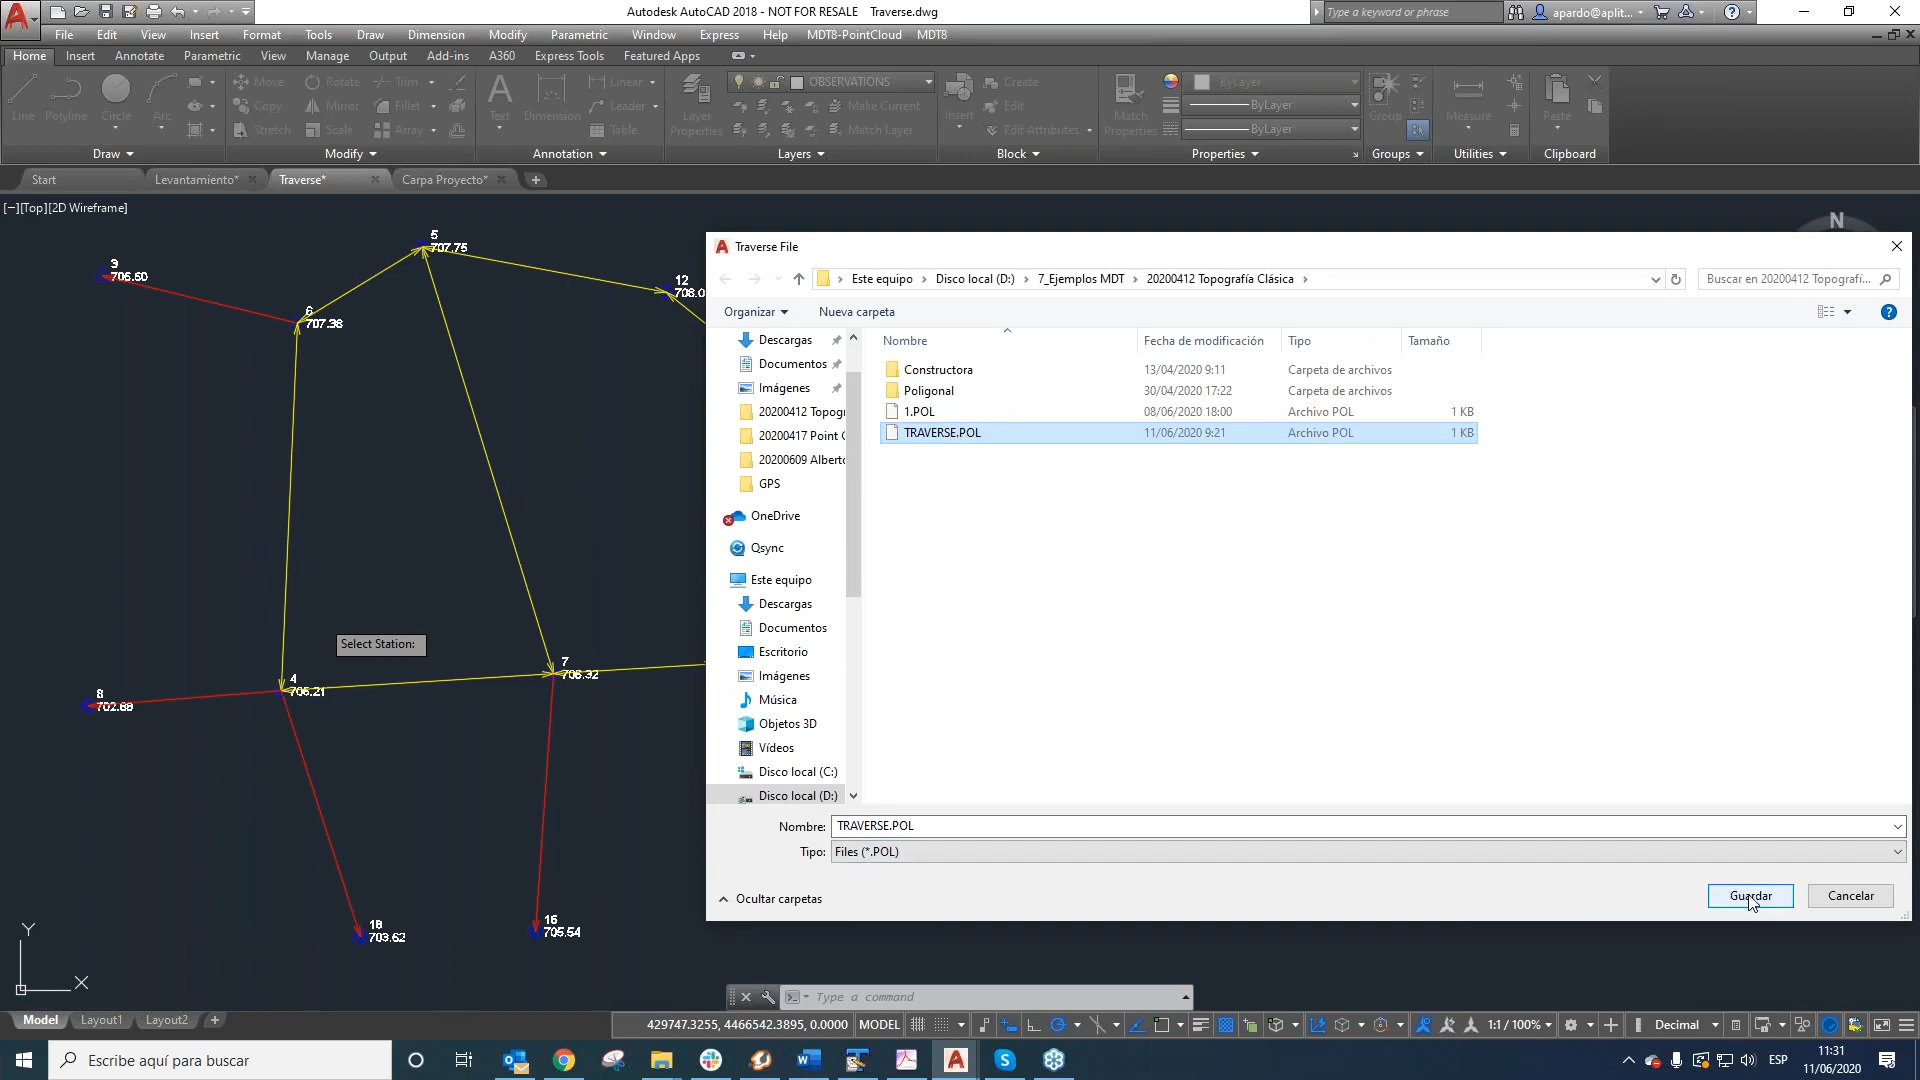 Autodesk AutoCAD 2018 - NOT FOR RESALE Traverse.dwg
Type a keyword or phrase
apardo@aplit...
File Edit View Insert Format Tools Draw Dimension Modify Parametric Window Express Help MDT8-PointCloud MDT8
Home Insert Annotate Parametric View Manage Output Add-ins A360 Express Tools Featured Apps
Line Polyline Circle Arc
Move Rotate Trim
Copy Mirror Fillet
Stretch Scale Array
Text Dimension
Linear
Leader
Table
Layer Properties
OBSERVATIONS
Make Current
Match Layer
Insert
Create
Edit
Edit Attributes
Match Properties
ByLayer
ByLayer
ByLayer
Group
Measure
Paste
Draw Modify Annotation Layers Block Properties Groups Utilities Clipboard
Start Levantamiento* Traverse* Carpa Proyecto*
[−][Top][2D Wireframe]
N
5
707.75
3
706.60
12
6
707.36
Select Station:
7
706.32
4
706.21
8
18
703.62
16
705.54
Y
X
Traverse File
Este equipo Disco local (D:) 7_Ejemplos MDT 20200412 Topografía Clásica
Buscar en 20200412 Topografí...
Organizar Nueva carpeta
Nombre Fecha de modificación Tipo Tamaño
Constructora 13/04/2020 9:11 Carpeta de archivos
Poligonal 30/04/2020 17:22 Carpeta de archivos
1.POL 08/06/2020 18:00 Archivo POL 1 KB
TRAVERSE.POL 11/06/2020 9:21 Archivo POL 1 KB
Descargas
Documentos
Imágenes
20200412 Topogr
20200417 Point C
20200609 Alberto
GPS
OneDrive
Qsync
Este equipo
Descargas
Documentos
Escritorio
Imágenes
Música
Objetos 3D
Vídeos
Disco local (C:)
Disco local (D:)
Nombre: TRAVERSE.POL
Tipo: Files (*.POL)
Ocultar carpetas
Guardar
Cancelar
Type a command
Model Layout1 Layout2
429747.3255, 4466542.3895, 0.0000 MODEL
1:1 / 100%
Decimal
Escribe aquí para buscar
ESP
11:31
11/06/2020